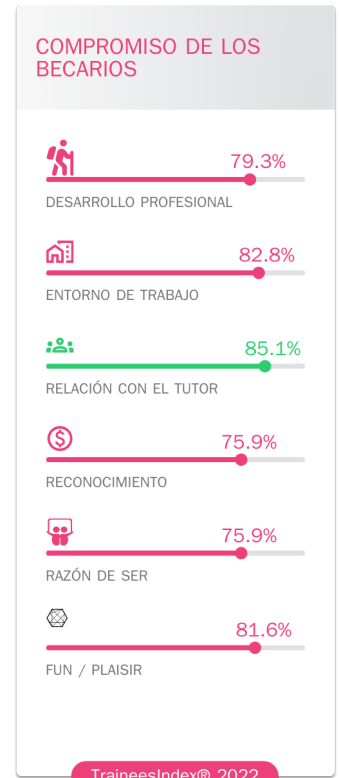 COMPROMISO DE LOS
BECARIOS
79.3%
DESARROLLO PROFESIONAL
82.8%
ENTORNO DE TRABAJO
85.1%
RELACIÓN CON EL TUTOR
75.9%
RECONOCIMIENTO
75.9%
RAZÓN DE SER
81.6%
FUN / PLAISIR
TraineesIndex® 2022